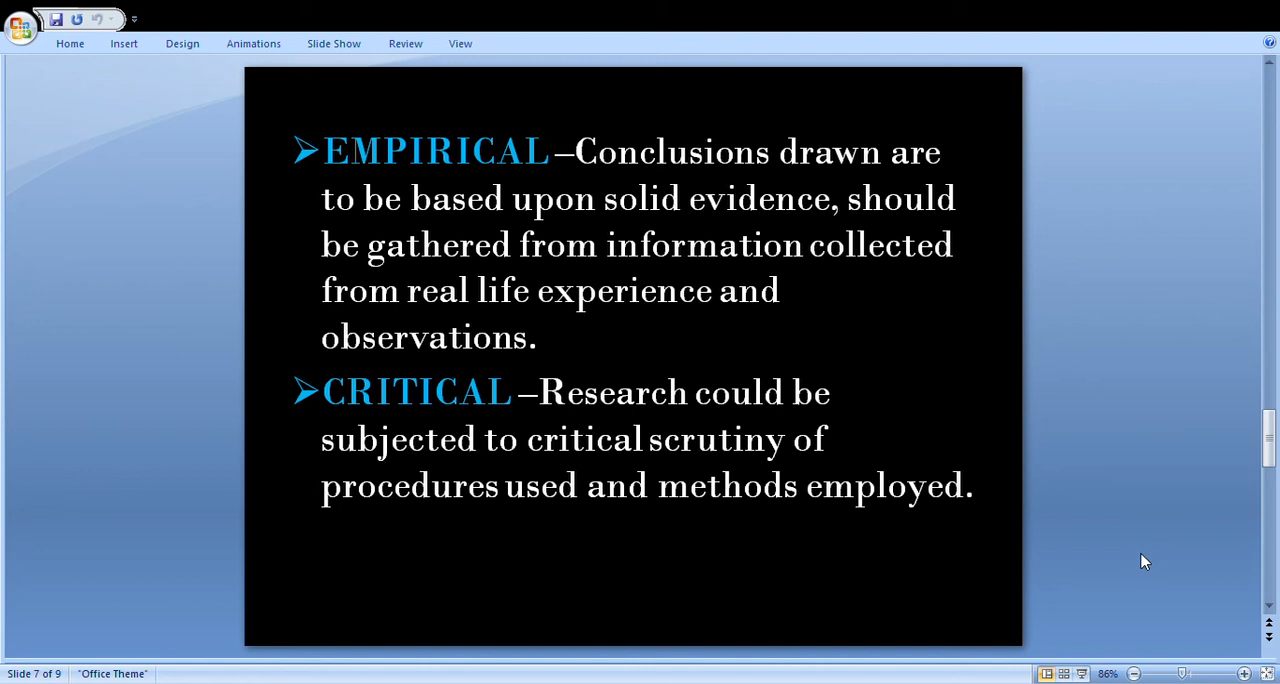 Home Insert Design Animations Slide Show Review View
➢EMPIRICAL –Conclusions drawn are
to be based upon solid evidence, should
be gathered from information collected
from real life experience and
observations.
➢CRITICAL –Research could be
subjected to critical scrutiny of
procedures used and methods employed.
Slide 7 of 9 "Office Theme" 86%